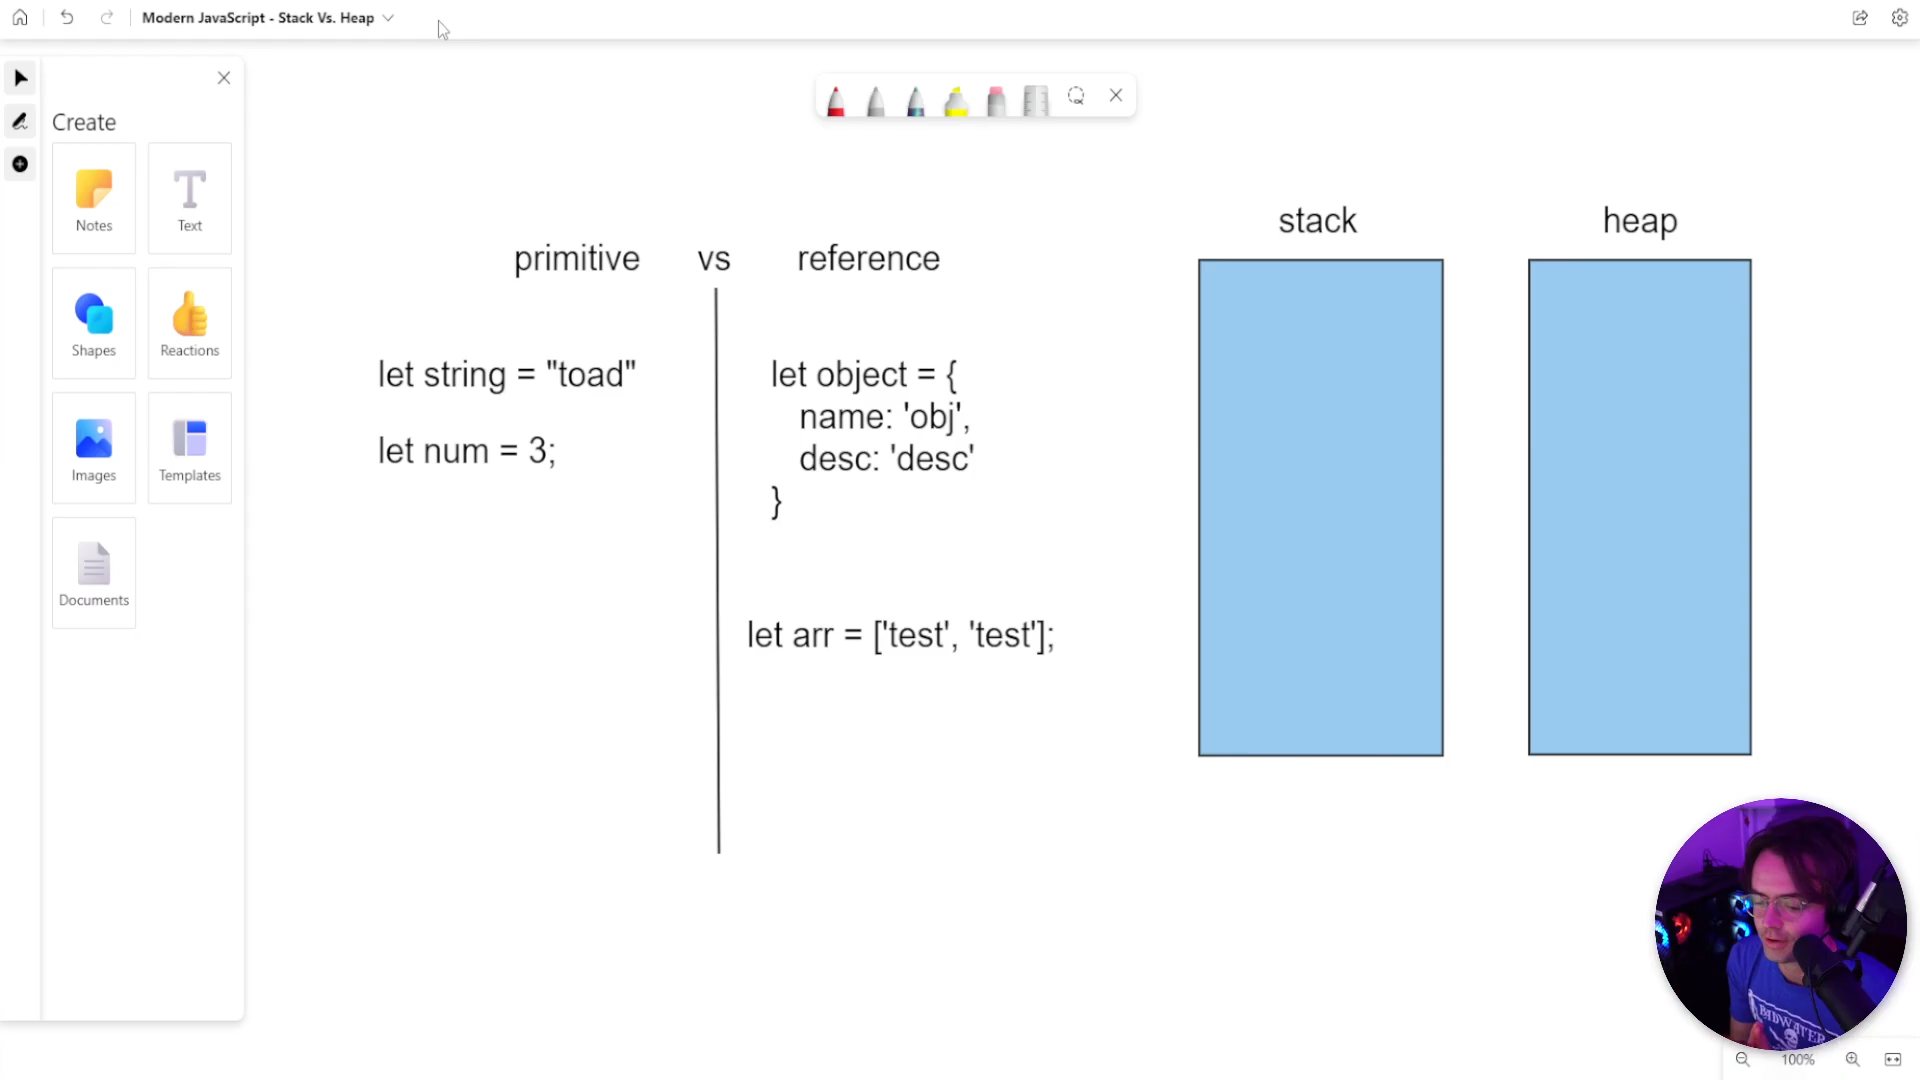 Modern JavaScript - Stack Vs. Heap
Create
Notes
Text
Shapes
Reactions
Images
Templates
Documents
primitive vs reference
let string = "toad"
let num = 3;
let object = {
name: 'obj',
desc: 'desc'
}
let arr = ['test', 'test'];
stack
heap
BADWATER
100%